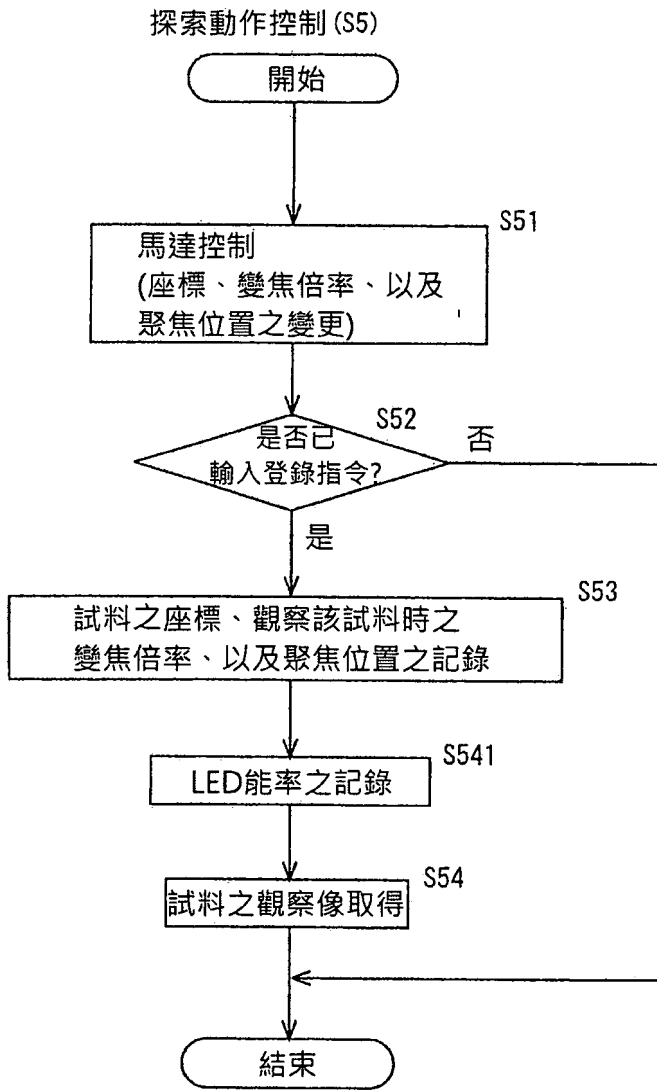 探索動作控制(S5)
開始
S51
馬達控制
(座標、變焦倍率、以及
聚焦位置之變更)
S52
是否已
輸入登錄指令?
否
是
S53
試料之座標、觀察該試料時之
變焦倍率、以及聚焦位置之記錄
S541
LED能率之記錄
S54
試料之觀察像取得
結束